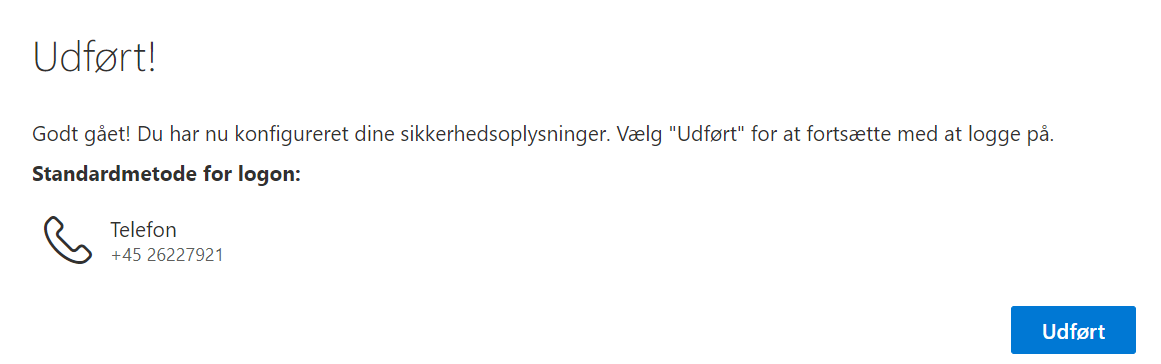 Udført!
Godt gået! Du har nu konfigureret dine sikkerhedsoplysninger. Vælg "Udført" for at fortsætte med at logge på.
Standardmetode for logon:
Telefon
+45 26227921
Udført